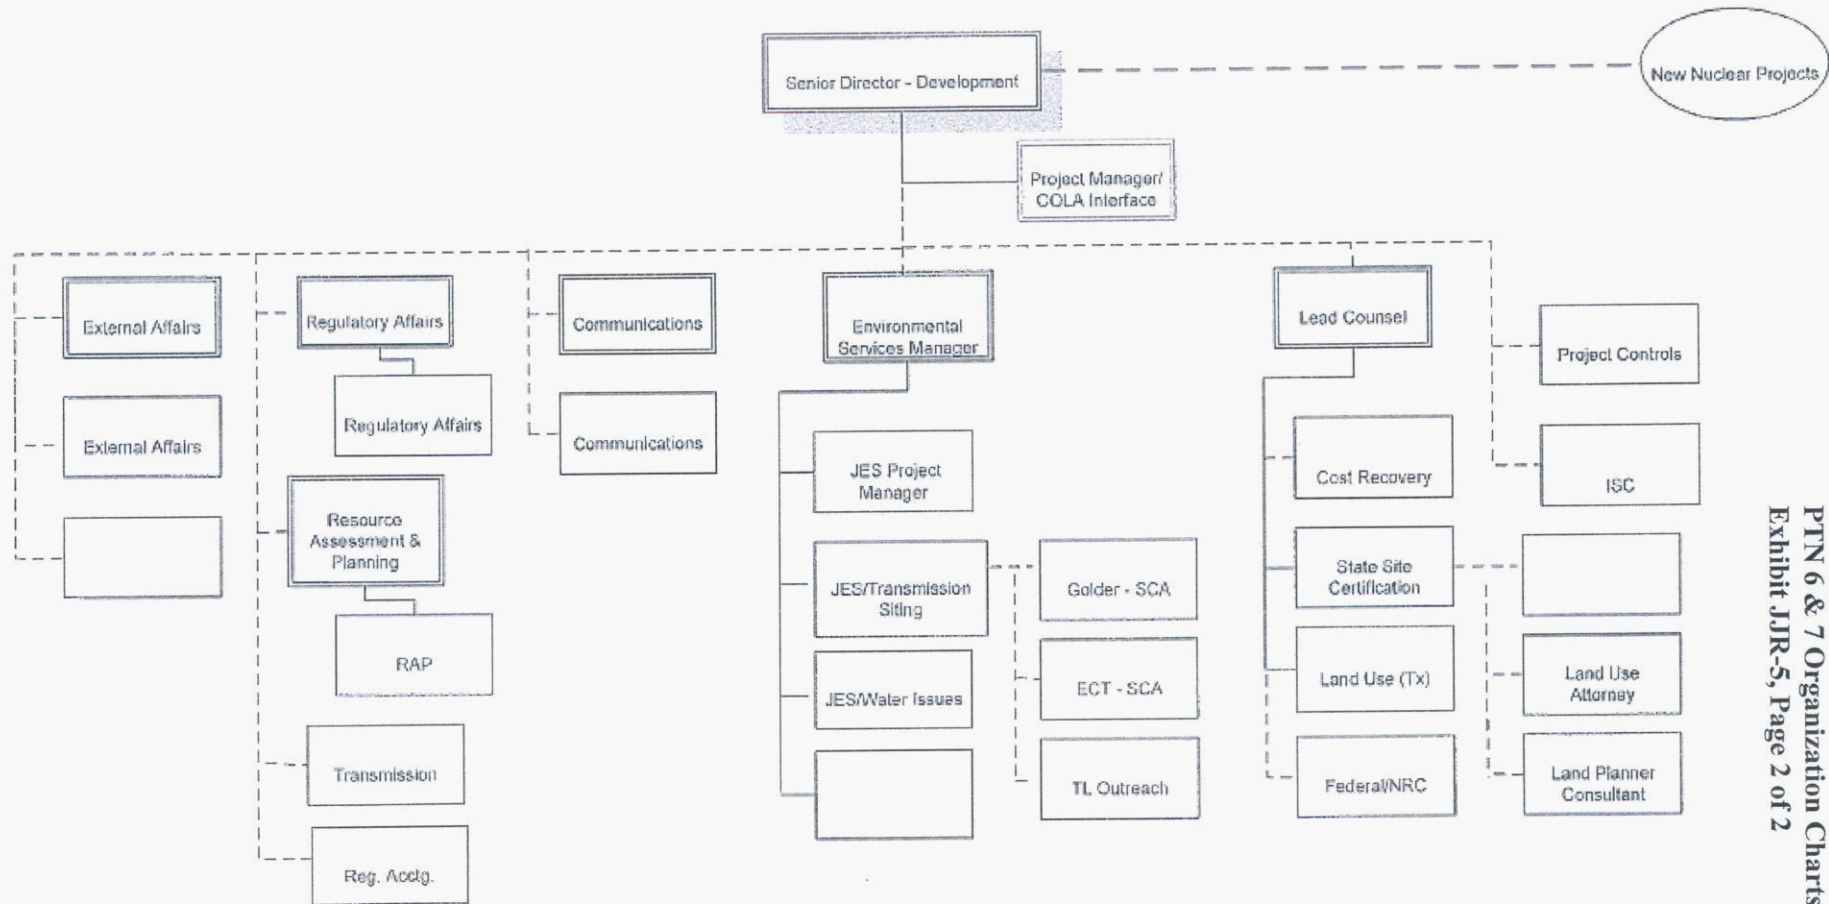 Senior Director - Development
New Nuclear Projects
Project Manager/
COLA Interface
External Affairs
Regulatory Affairs
Communications
Environmental
Services Manager
Lead Counsel
Project Controls
External Affairs
Regulatory Affairs
Communications
JES Project
Manager
Cost Recovery
ISC
Resource
Assessment &
Planning
JES/Transmission
Siting
Golder - SCA
State Site
Certification
RAP
JES/Water Issues
ECT - SCA
Land Use (Tx)
Land Use
Attorney
Transmission
TL Outreach
Federal/NRC
Land Planner
Consultant
Reg. Acctg.
PTN 6 & 7 Organization Charts
Exhibit JJR-5, Page 2 of 2